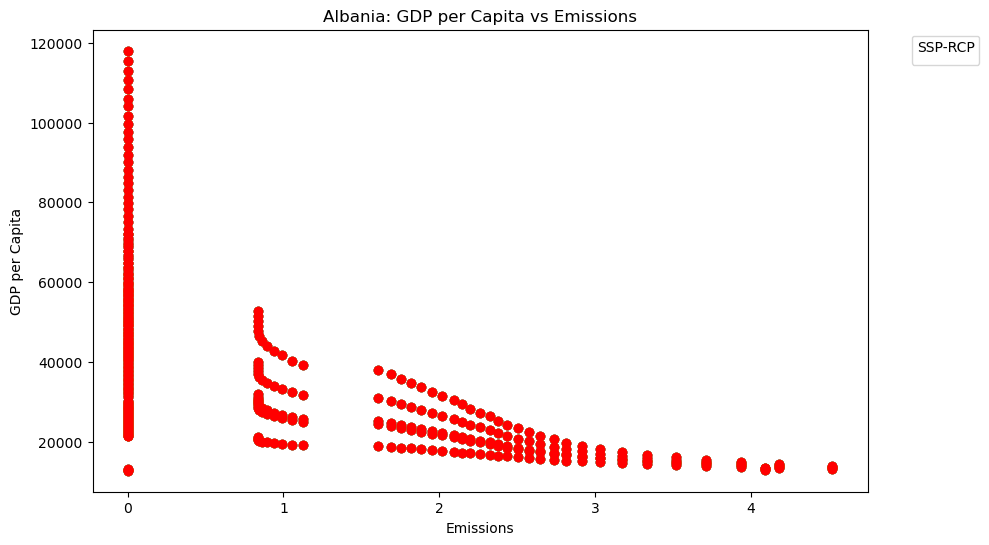 Albania: GDP per Capita vs Emissions
SSP-RCP
120000
100000
80000
60000
40000
20000
GDP per Capita
0 1 2 3 4
Emissions